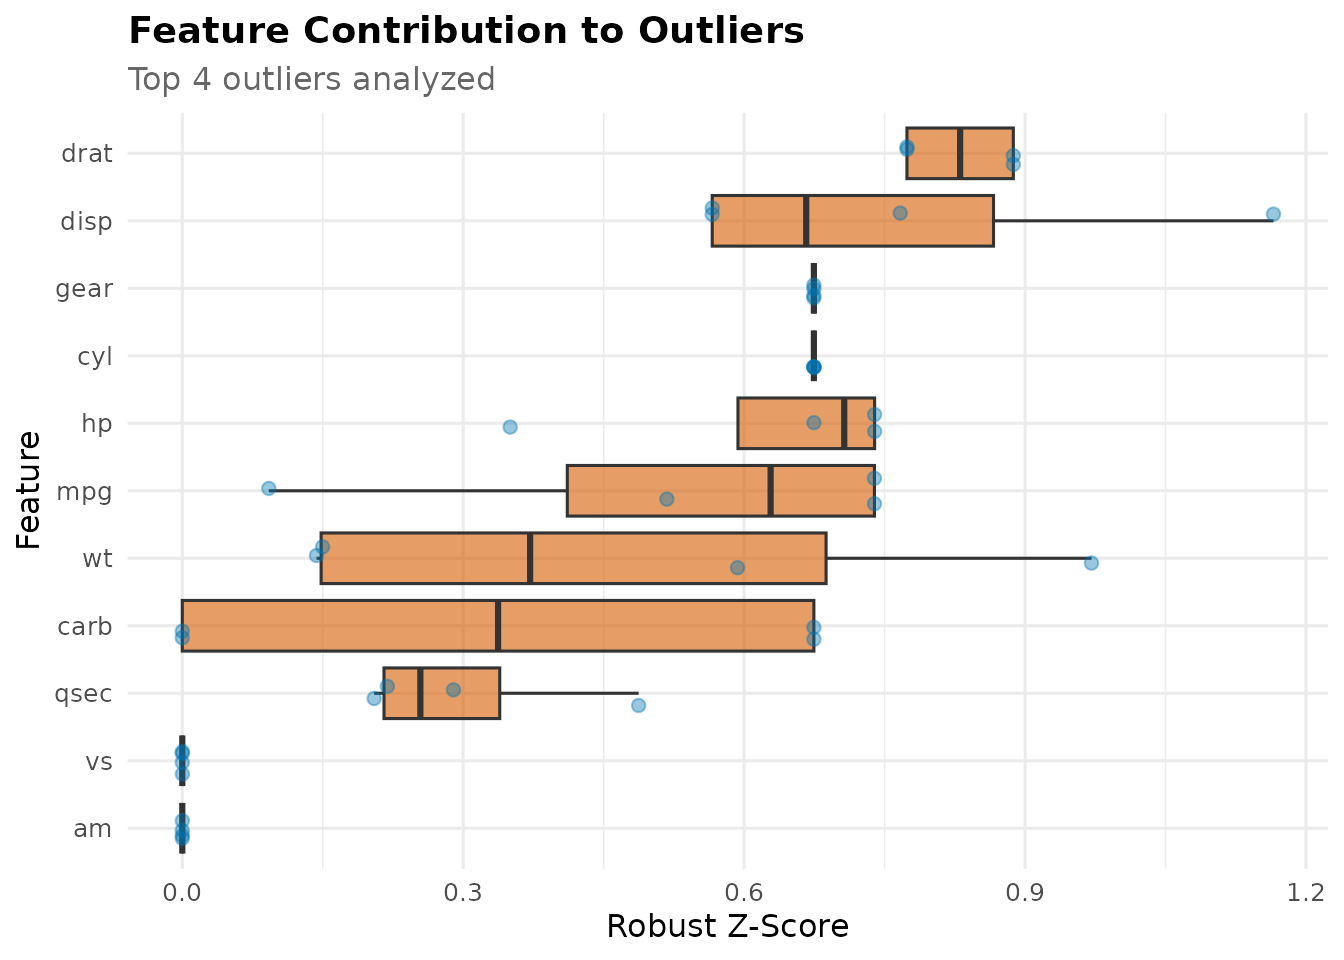 Feature Contribution to Outliers
Top 4 outliers analyzed
drat
disp
gear
cyl
hp
mpg
wt
carb
qsec
vs
am
Feature
0.0 0.3 0.6 0.9 1.2
Robust Z-Score